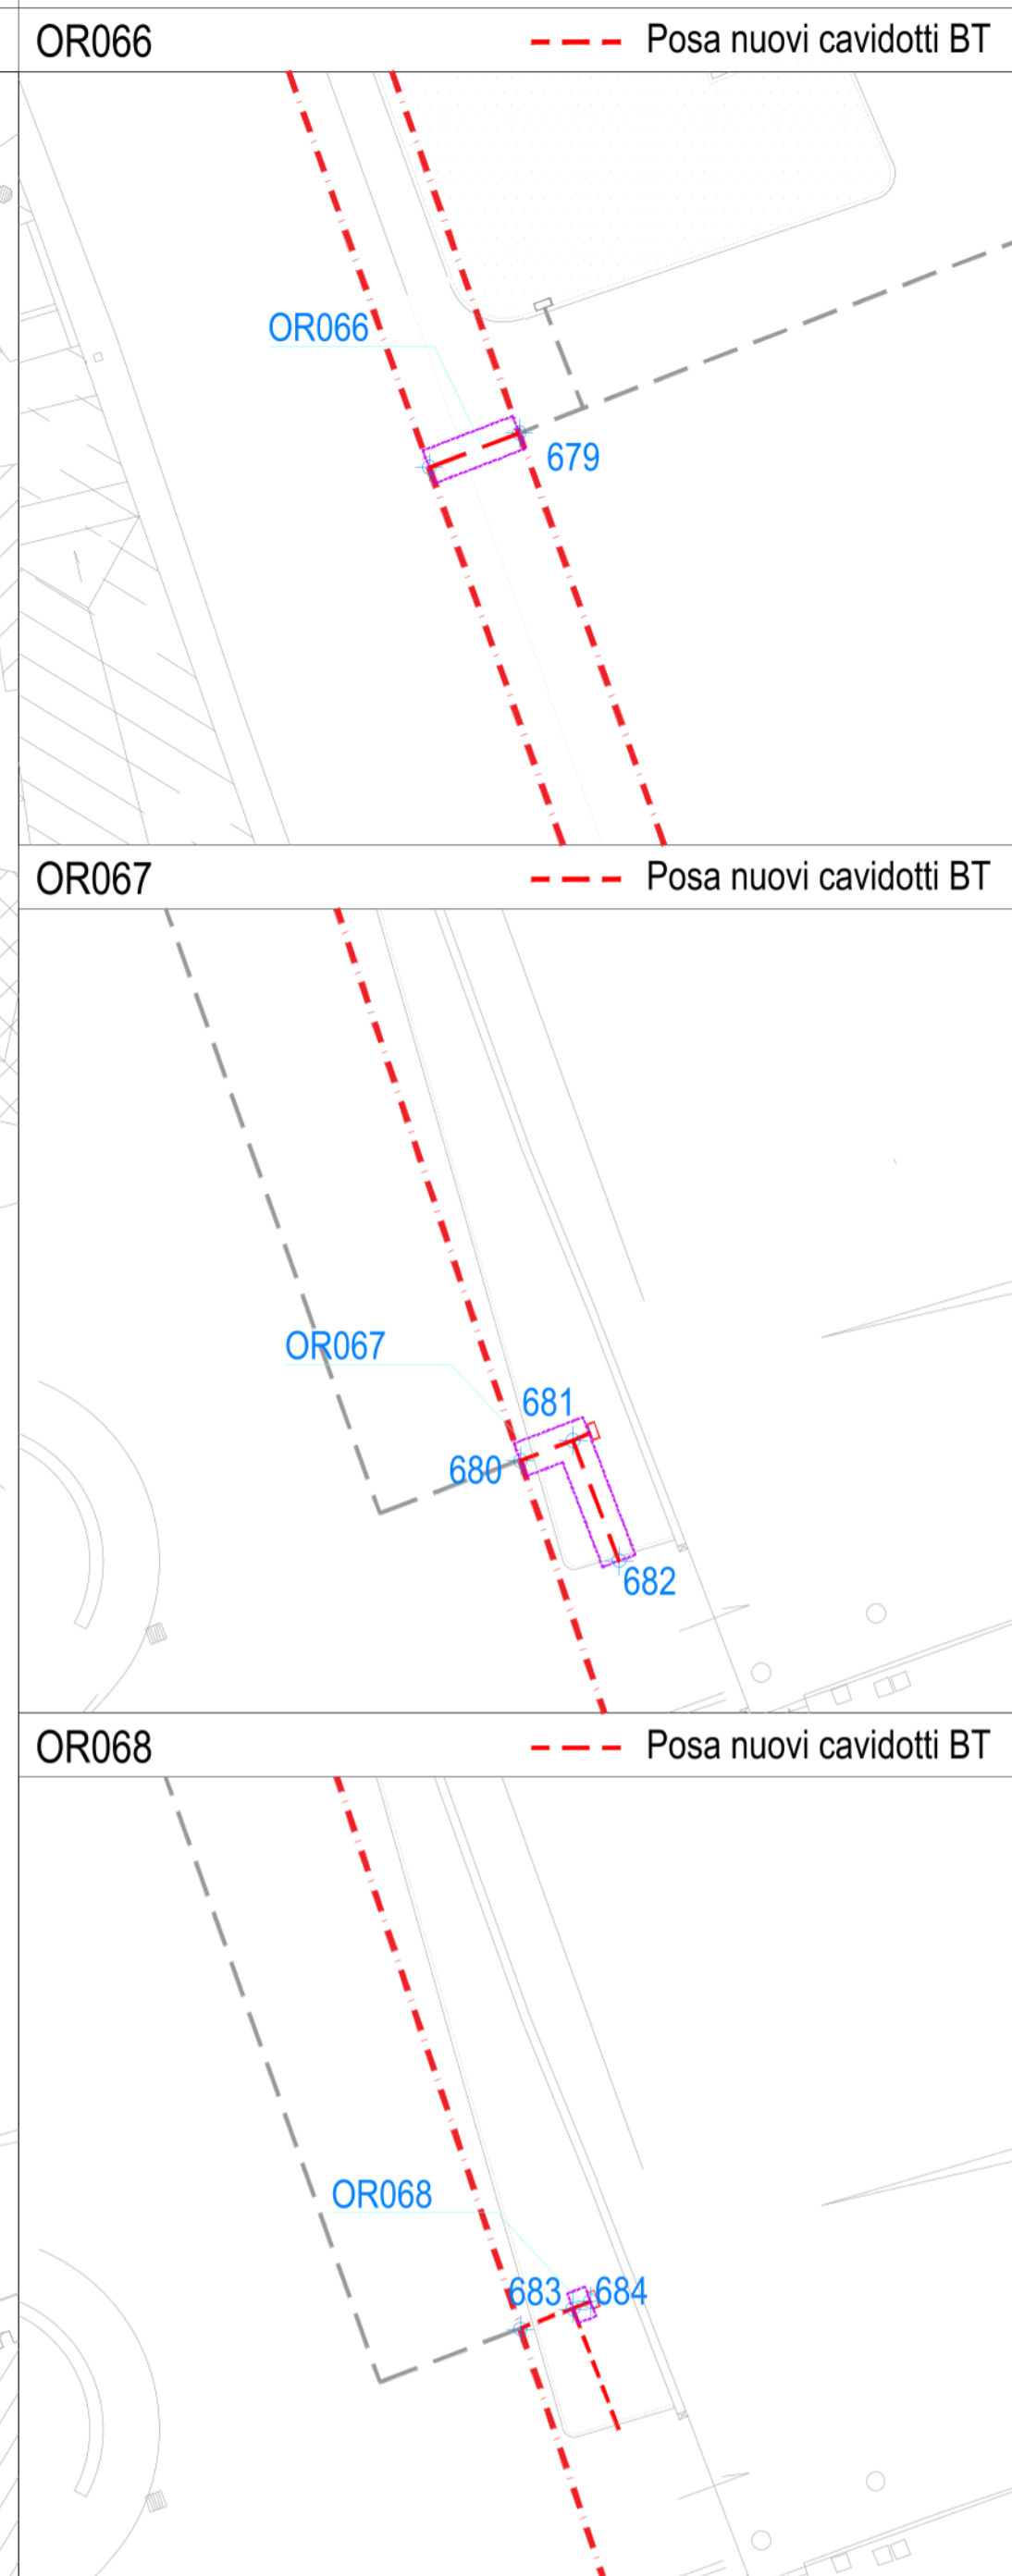 OR066 Posa nuovi cavidotti BT
OR066
679
OR067 Posa nuovi cavidotti BT
OR067
681
680
682
OR068 Posa nuovi cavidotti BT
OR068
683 684